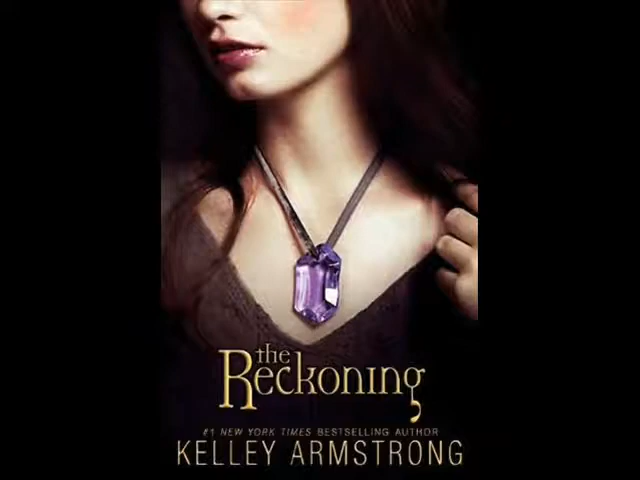 the
Reckoning
#1 NEW YORK TIMES BESTSELLING AUTHOR
KELLEY ARMSTRONG